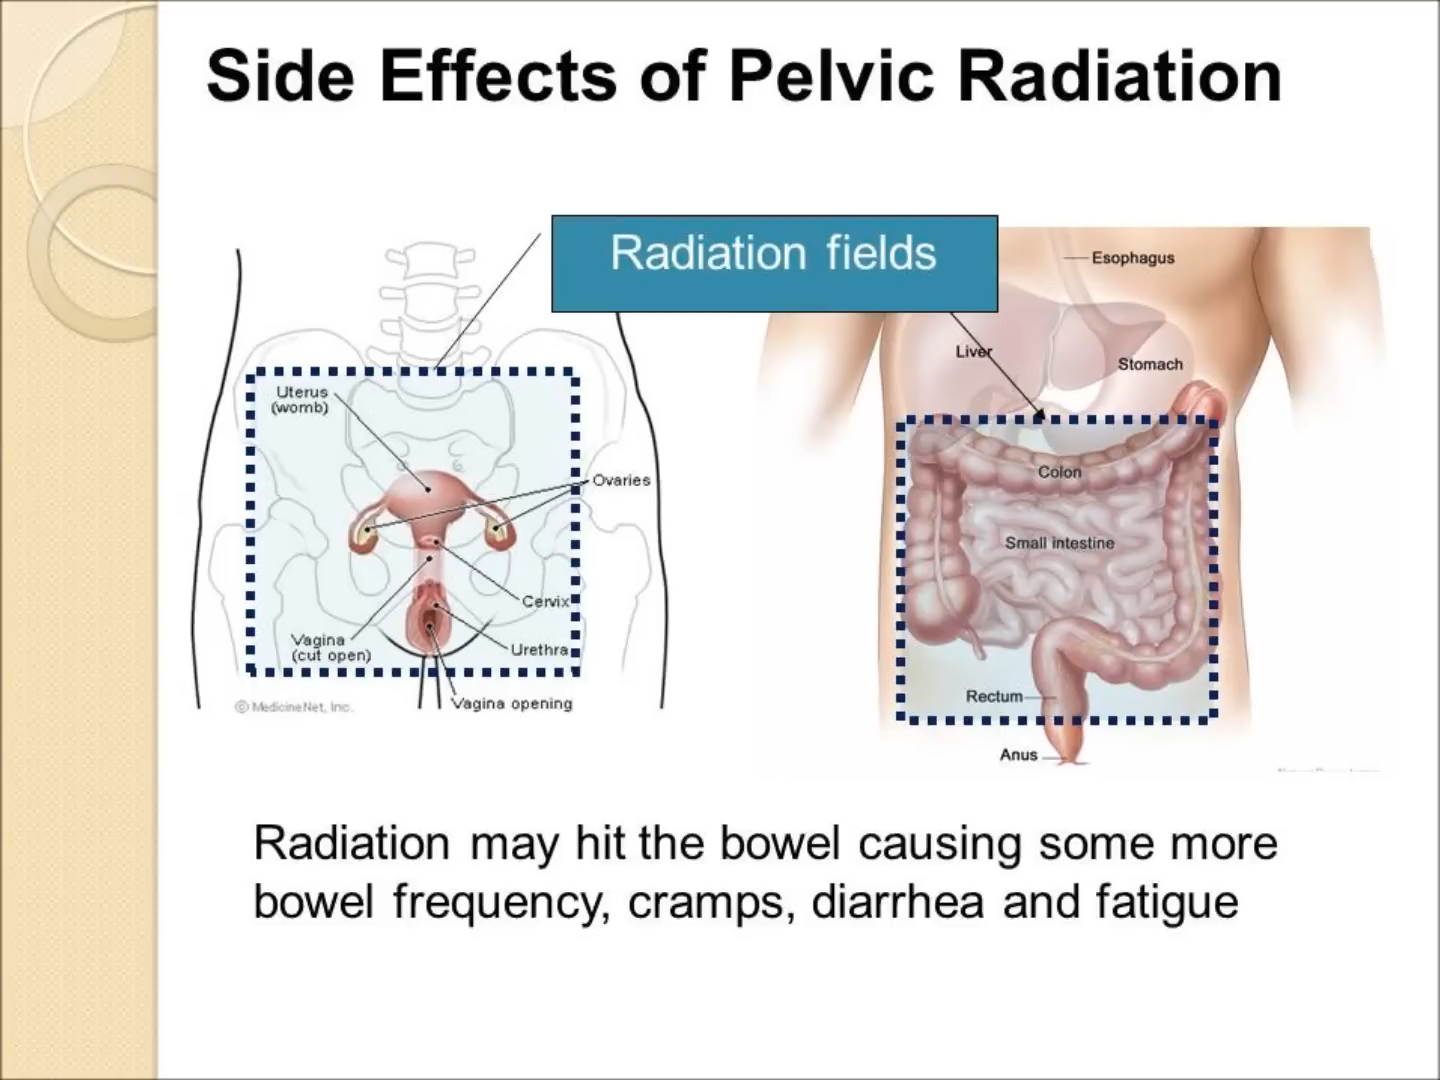 Side Effects of Pelvic Radiation
Radiation fields
Uterus
(womb)
Ovaries
Cervix
Vagina
(cut open)
Urethra
Vagina opening
© MedicineNet, Inc.
Esophagus
Liver
Stomach
Colon
Small intestine
Rectum
Anus
Radiation may hit the bowel causing some more
bowel frequency, cramps, diarrhea and fatigue